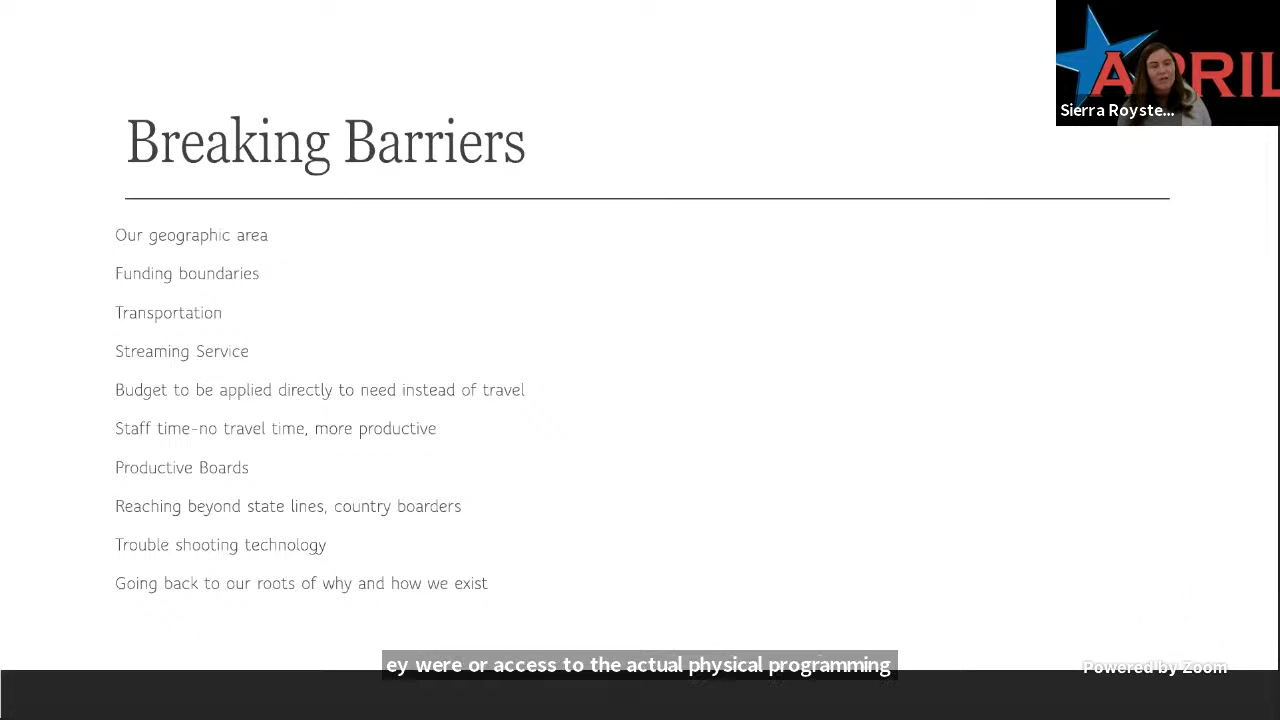 APRIL
Sierra Royste...
Breaking Barriers
Our geographic area
Funding boundaries
Transportation
Streaming Service
Budget to be applied directly to need instead of travel
Staff time-no travel time, more productive
Productive Boards
Reaching beyond state lines, country boarders
Trouble shooting technology
Going back to our roots of why and how we exist
ey were or access to the actual physical programming
Powered by Zoom